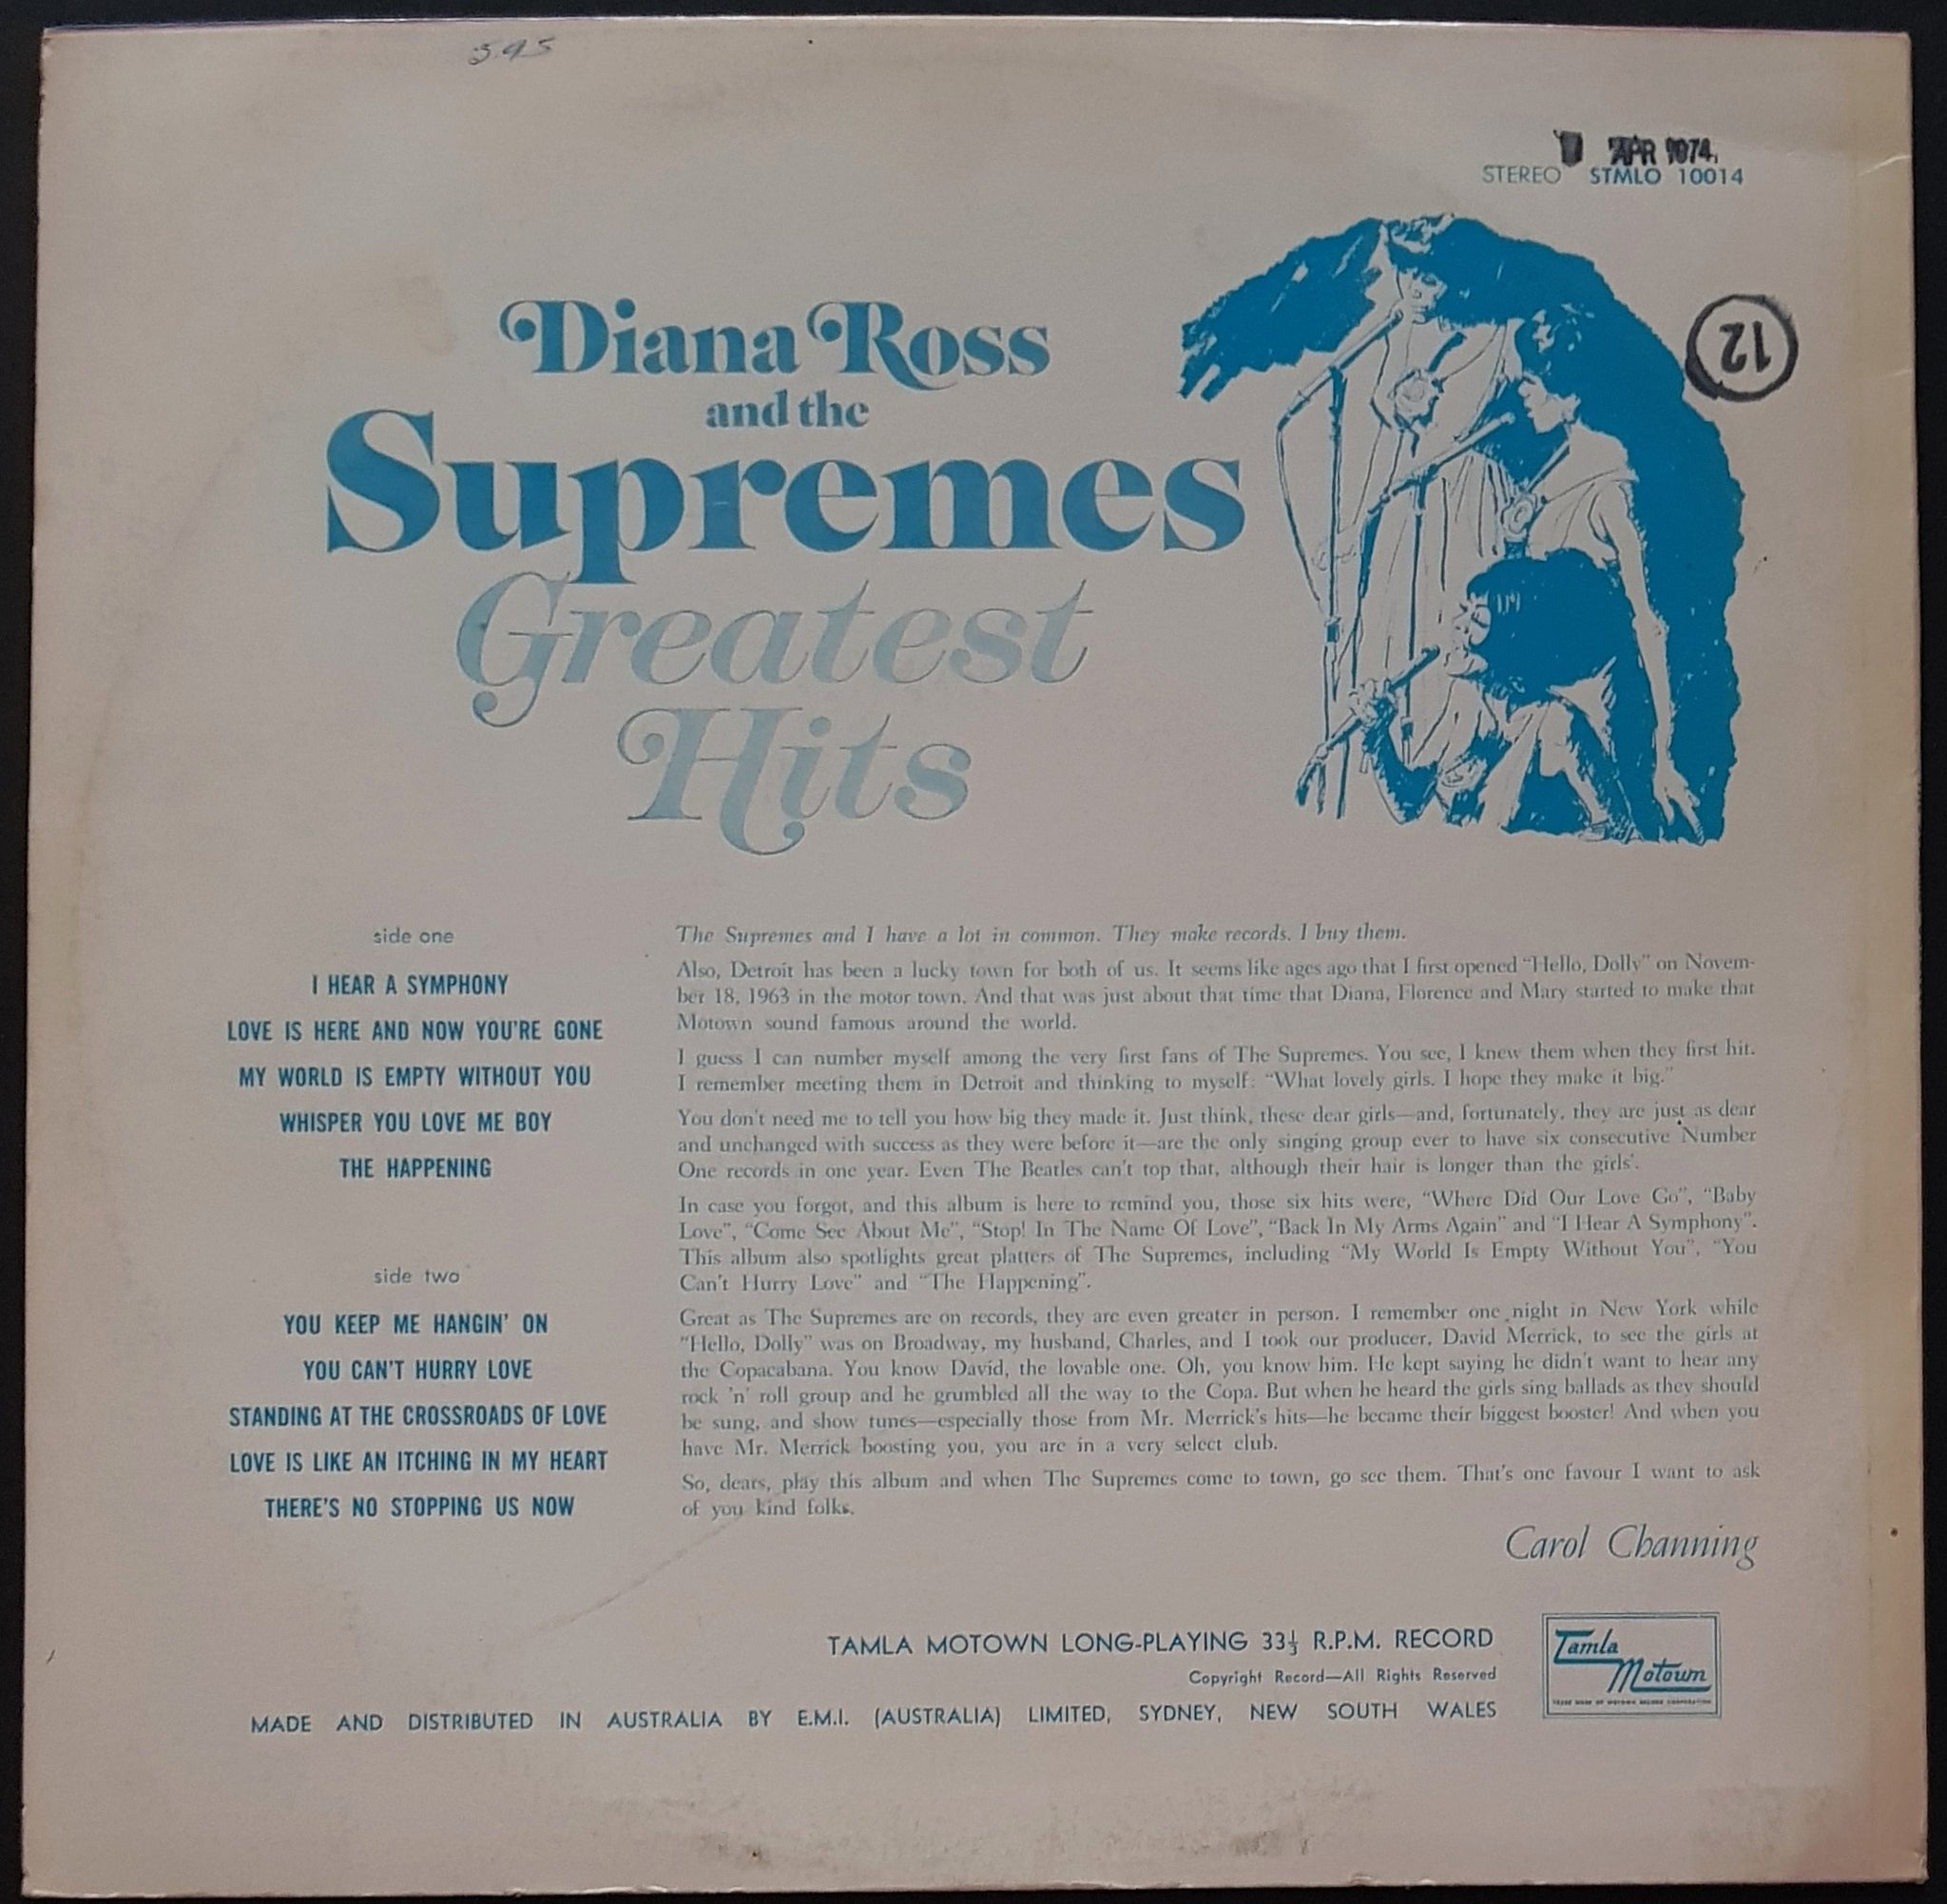 5.95
APR 1974
STEREO STMLO 10014
12
Diana Ross
and the
Supremes
Greatest
Hits
side one
I HEAR A SYMPHONY
LOVE IS HERE AND NOW YOU'RE GONE
MY WORLD IS EMPTY WITHOUT YOU
WHISPER YOU LOVE ME BOY
THE HAPPENING
side two
YOU KEEP ME HANGIN' ON
YOU CAN'T HURRY LOVE
STANDING AT THE CROSSROADS OF LOVE
LOVE IS LIKE AN ITCHING IN MY HEART
THERE'S NO STOPPING US NOW
The Supremes and I have a lot in common. They make records. I buy them.
Also, Detroit has been a lucky town for both of us. It seems like ages ago that I first opened “Hello, Dolly” on Novem-
ber 18, 1963 in the motor town. And that was just about that time that Diana, Florence and Mary started to make that
Motown sound famous around the world.
I guess I can number myself among the very first fans of The Supremes. You see, I knew them when they first hit.
I remember meeting them in Detroit and thinking to myself: “What lovely girls. I hope they make it big.”
You don't need me to tell you how big they made it. Just think, these dear girls—and, fortunately, they are just as dear
and unchanged with success as they were before it—are the only singing group ever to have six consecutive Number
One records in one year. Even The Beatles can't top that, although their hair is longer than the girls'.
In case you forgot, and this album is here to remind you, those six hits were, “Where Did Our Love Go”, “Baby
Love”, “Come See About Me”, “Stop! In The Name Of Love”, “Back In My Arms Again” and “I Hear A Symphony”.
This album also spotlights great platters of The Supremes, including “My World Is Empty Without You”, “You
Can't Hurry Love” and “The Happening”.
Great as The Supremes are on records, they are even greater in person. I remember one night in New York while
“Hello, Dolly” was on Broadway, my husband, Charles, and I took our producer, David Merrick, to see the girls at
the Copacabana. You know David, the lovable one. Oh, you know him. He kept saying he didn't want to hear any
rock 'n' roll group and he grumbled all the way to the Copa. But when he heard the girls sing ballads as they should
be sung, and show tunes—especially those from Mr. Merrick's hits—he became their biggest booster! And when you
have Mr. Merrick boosting you, you are in a very select club.
So, dears, play this album and when The Supremes come to town, go see them. That's one favour I want to ask
of you kind folks.
Carol Channing
TAMLA MOTOWN LONG-PLAYING 33⅓ R.P.M. RECORD
Copyright Record—All Rights Reserved
MADE AND DISTRIBUTED IN AUSTRALIA BY E.M.I. (AUSTRALIA) LIMITED, SYDNEY, NEW SOUTH WALES
Tamla
Motown
TRADE MARK OF MOTOWN RECORD CORPORATION